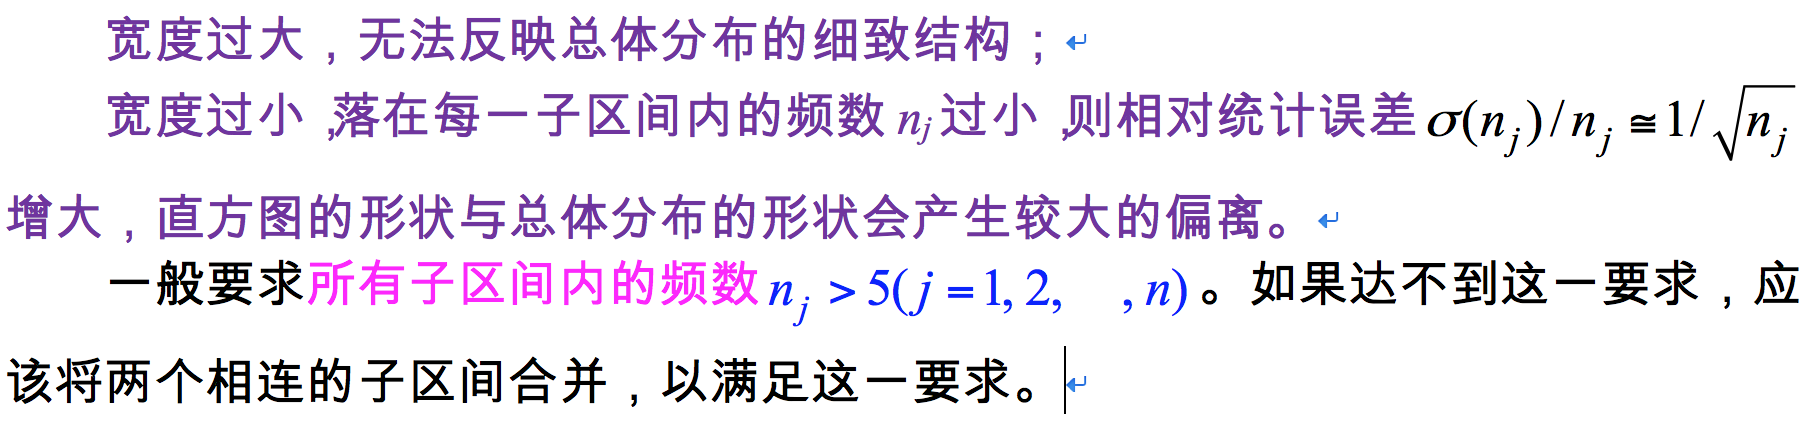 宽度过大，无法反映总体分布的细致结构；
宽度过小，落在每一子区间内的频数 nj 过小，则相对统计误差 σ(nj)/nj ≅ 1/√nj
增大，直方图的形状与总体分布的形状会产生较大的偏离。
一般要求所有子区间内的频数 nj > 5(j = 1, 2,   , n) 。如果达不到这一要求，应
该将两个相连的子区间合并，以满足这一要求。